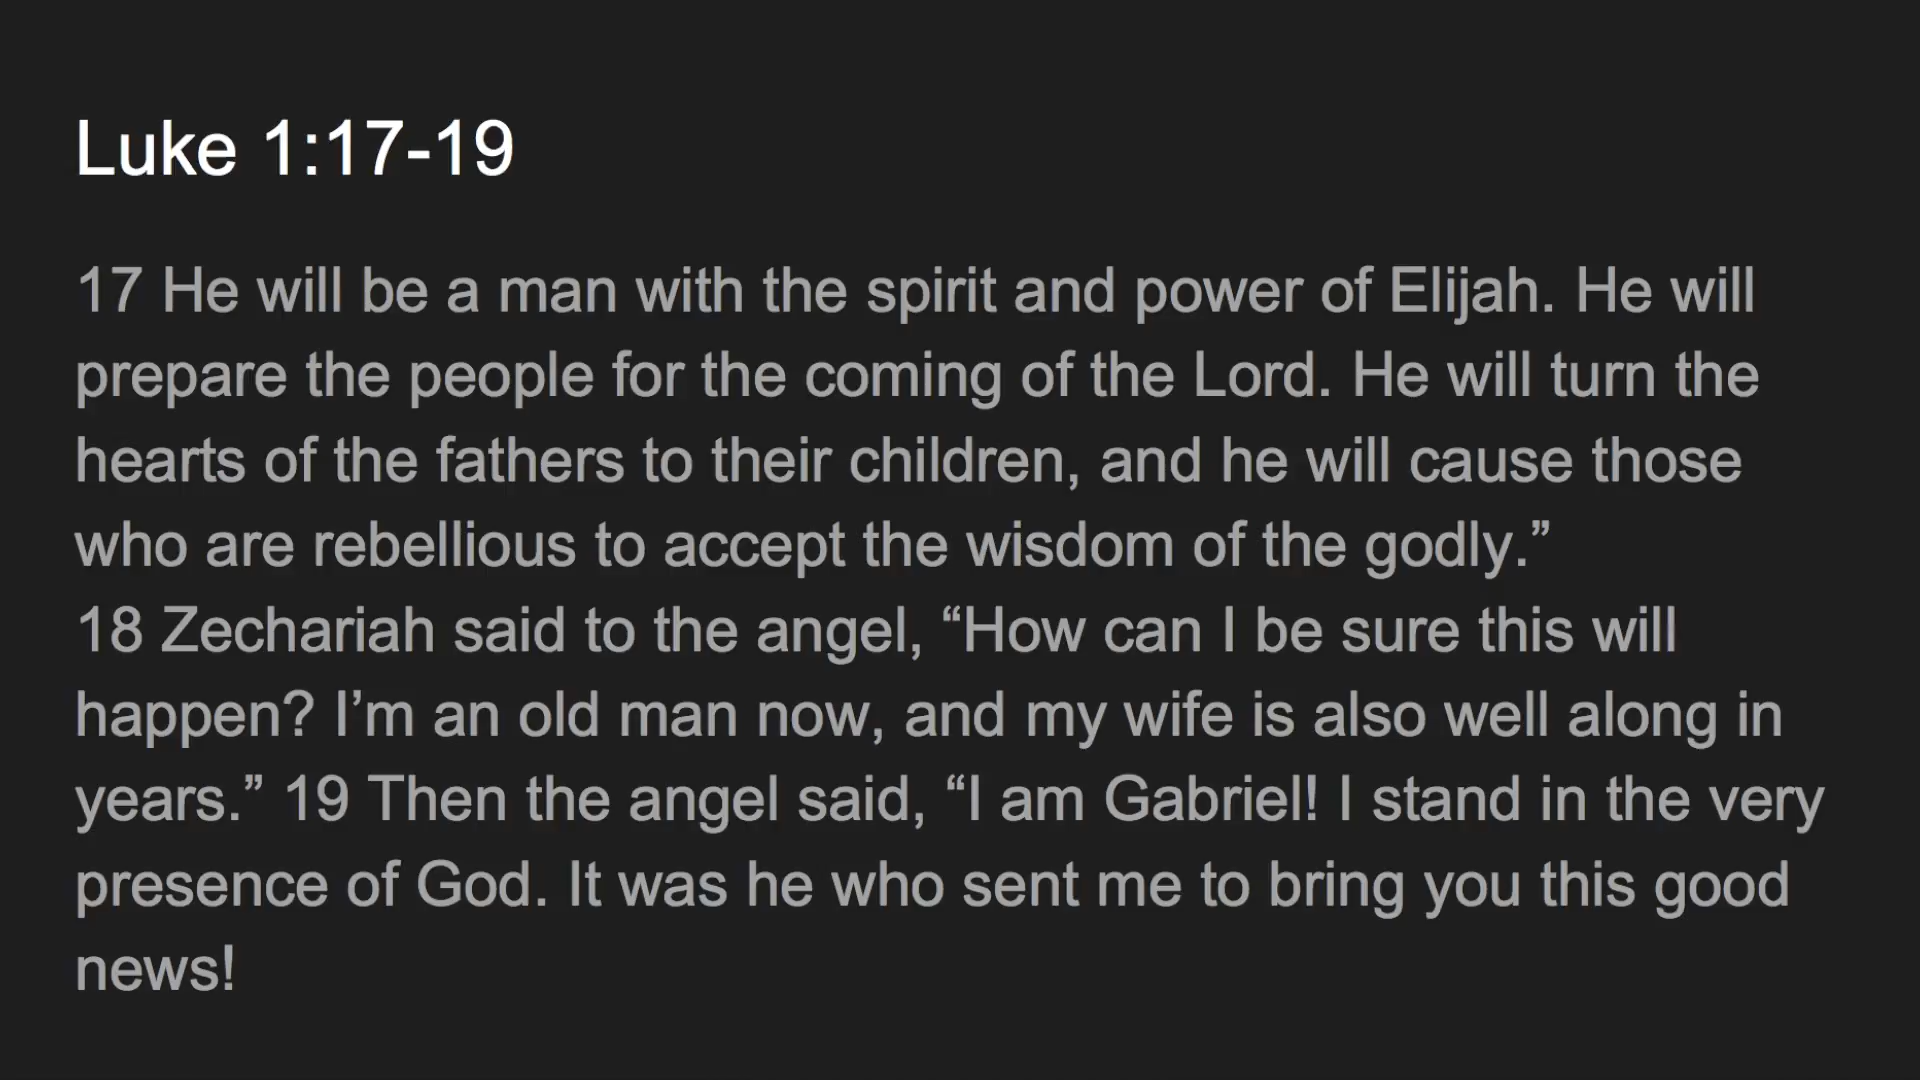 Luke 1:17-19
17 He will be a man with the spirit and power of Elijah. He will
prepare the people for the coming of the Lord. He will turn the
hearts of the fathers to their children, and he will cause those
who are rebellious to accept the wisdom of the godly.”
18 Zechariah said to the angel, “How can I be sure this will
happen? I’m an old man now, and my wife is also well along in
years.” 19 Then the angel said, “I am Gabriel! I stand in the very
presence of God. It was he who sent me to bring you this good
news!